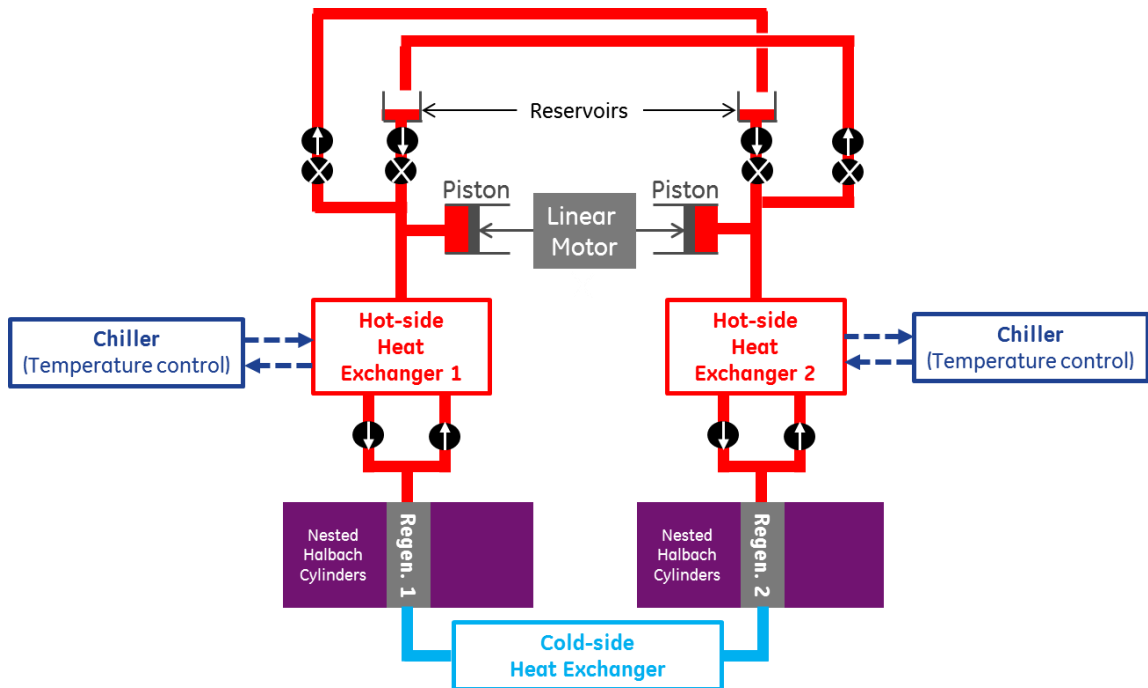 Reservoirs
Piston
Linear
Motor
Piston
Chiller
(Temperature control)
Hot-side
Heat
Exchanger 1
Hot-side
Heat
Exchanger 2
Chiller
(Temperature control)
Nested
Halbach
Cylinders
Regen. 1
Nested
Halbach
Cylinders
Regen. 2
Cold-side
Heat Exchanger